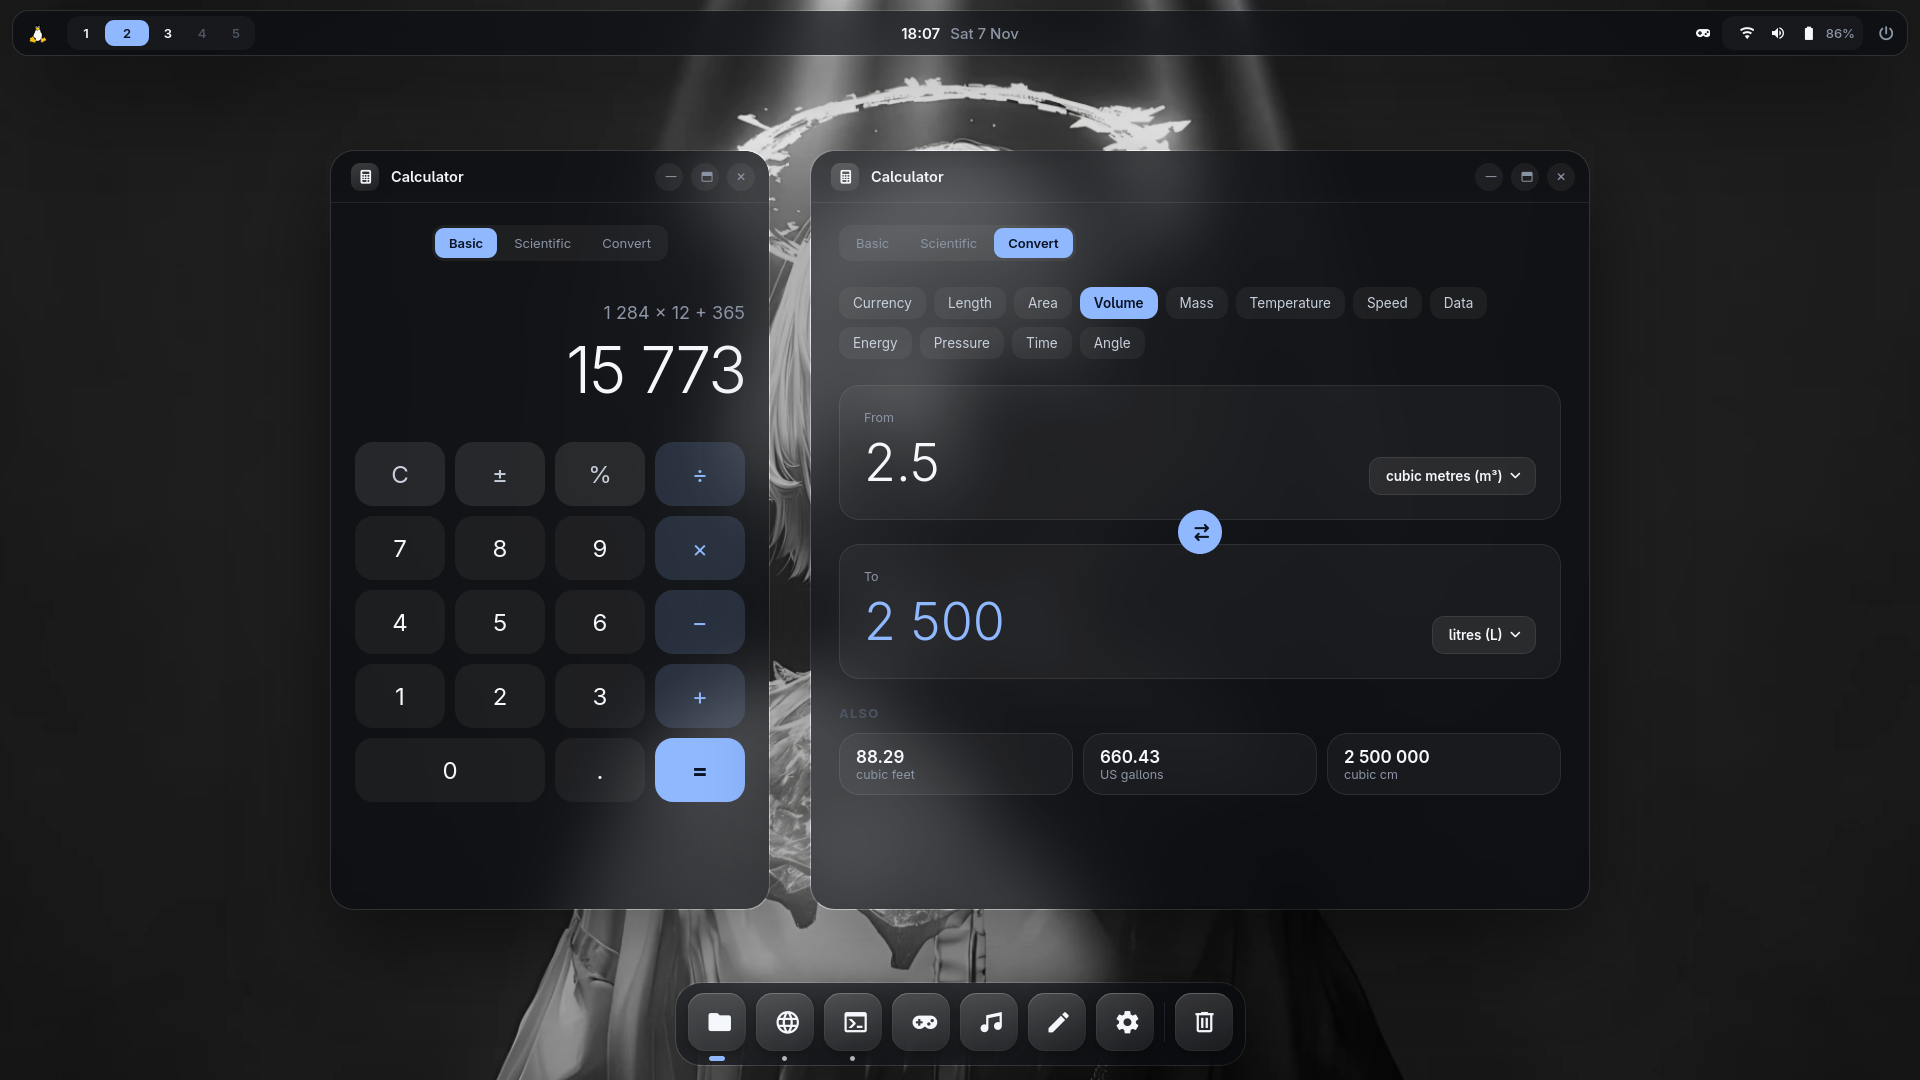 1 2 3 4 5
18:07 Sat 7 Nov
86%
Calculator
Basic Scientific Convert
1 284 × 12 + 365
15 773
C ± % ÷
7 8 9 ×
4 5 6 −
1 2 3 +
0 . =
Calculator
Basic Scientific Convert
Currency Length Area Volume Mass Temperature Speed Data
Energy Pressure Time Angle
From
2.5
cubic metres (m³)
To
2 500
litres (L)
ALSO
88.29
cubic feet
660.43
US gallons
2 500 000
cubic cm